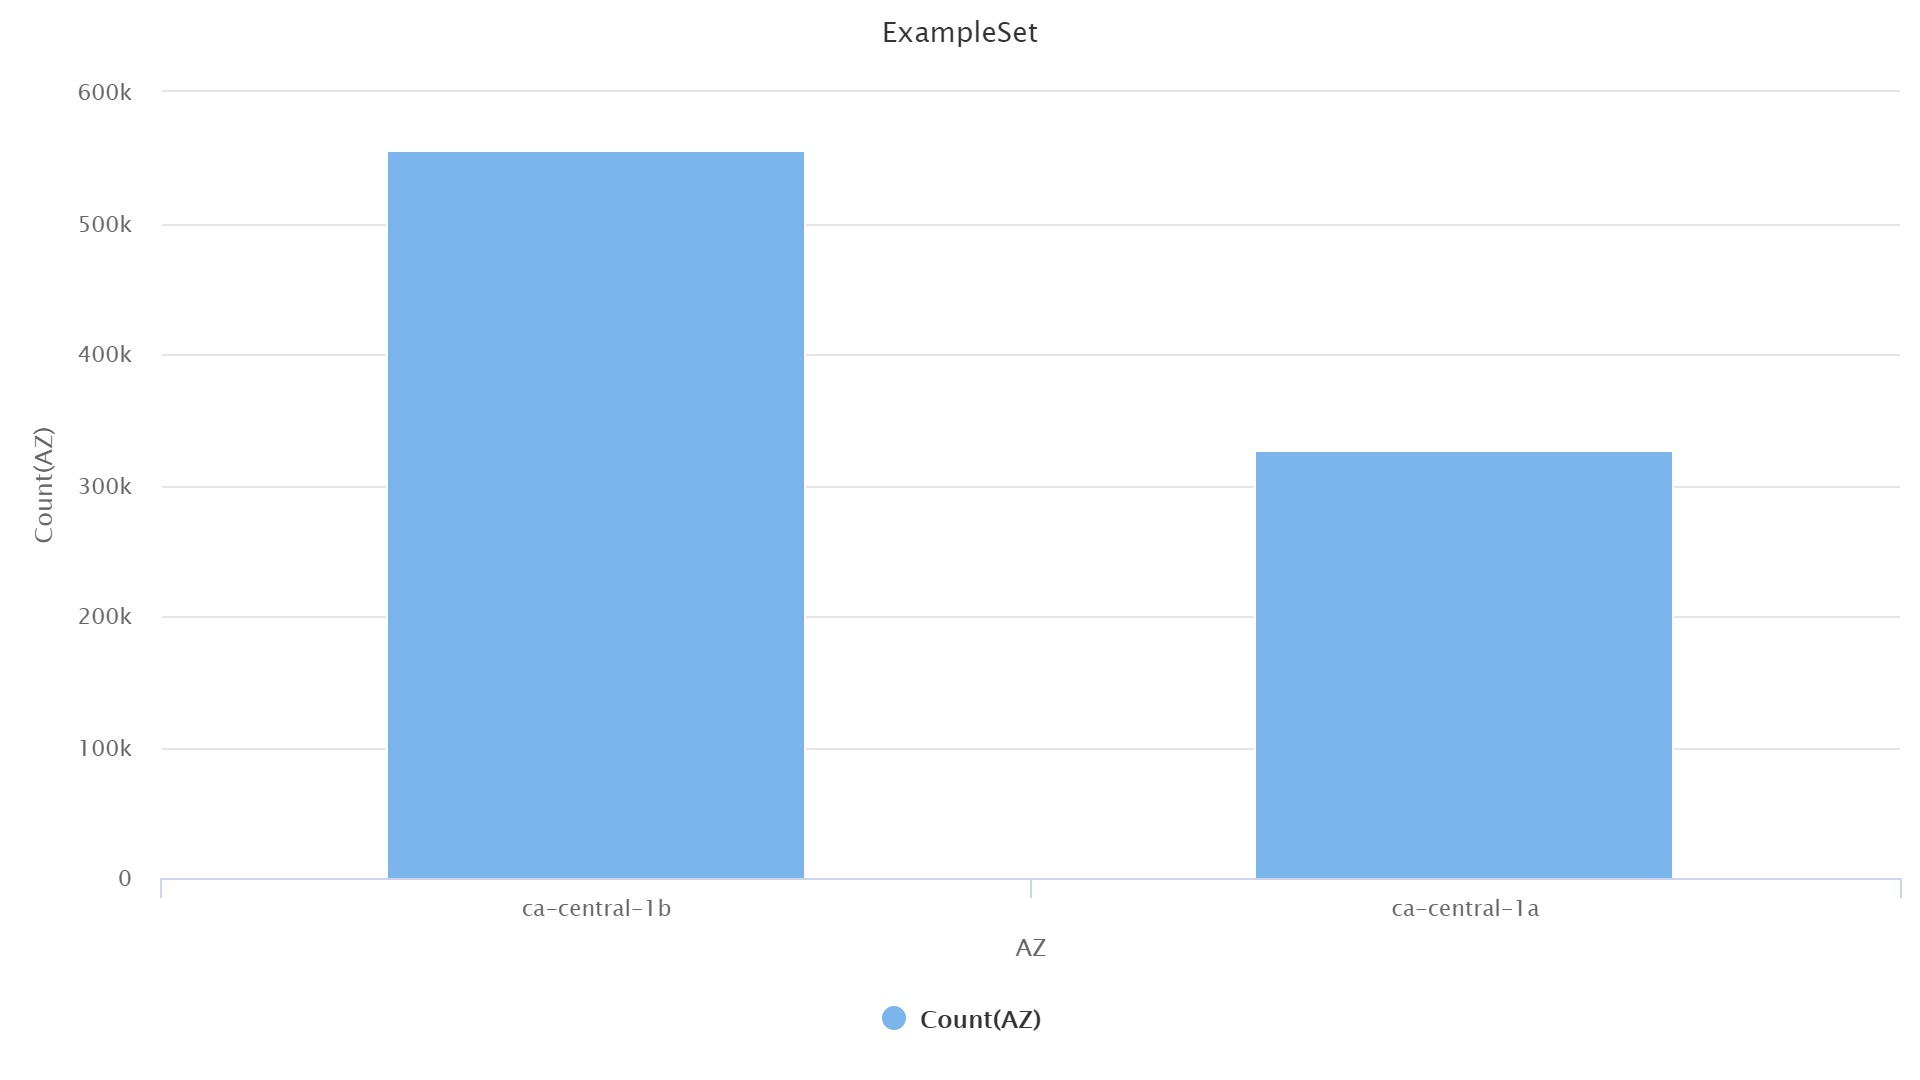 ExampleSet
600k
500k
400k
300k
200k
100k
0
Count(AZ)
ca-central-1b
ca-central-1a
AZ
Count(AZ)